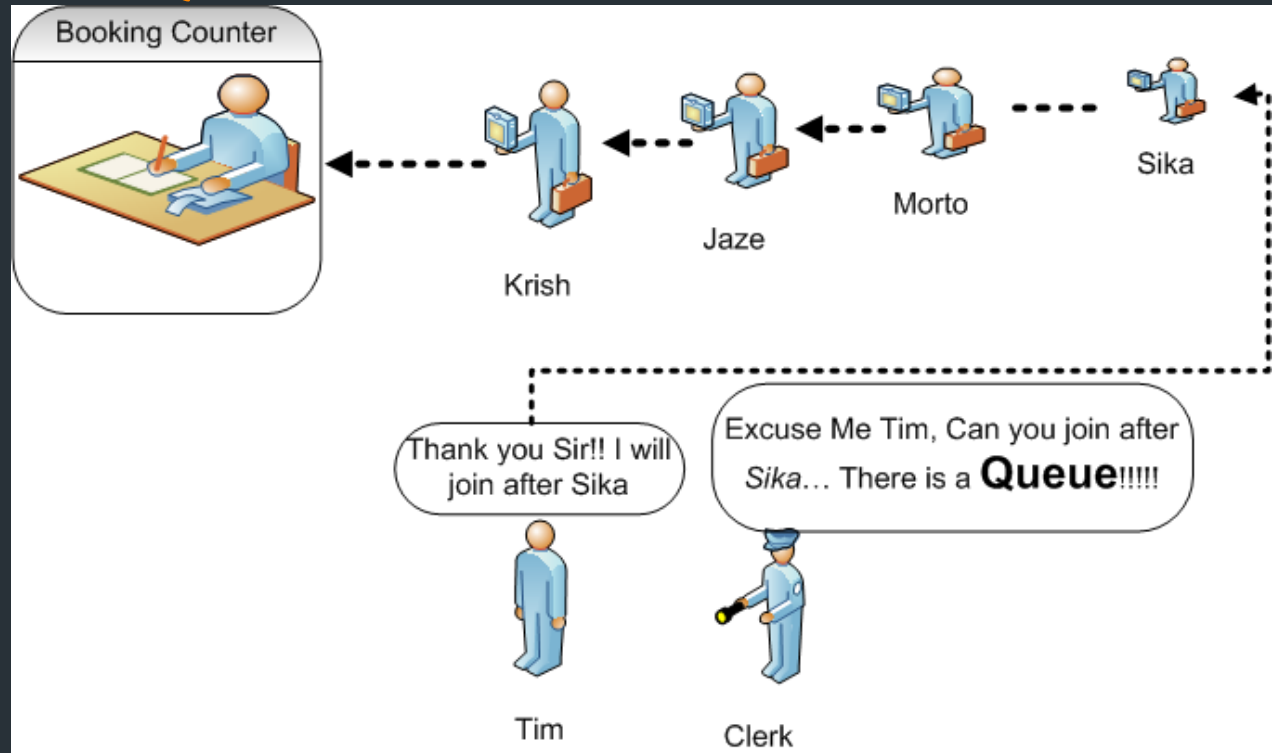 Booking Counter
Sika
Morto
Jaze
Krish
Thank you Sir!! I will
join after Sika
Excuse Me Tim, Can you join after
Sika... There is a Queue!!!!!
Tim
Clerk